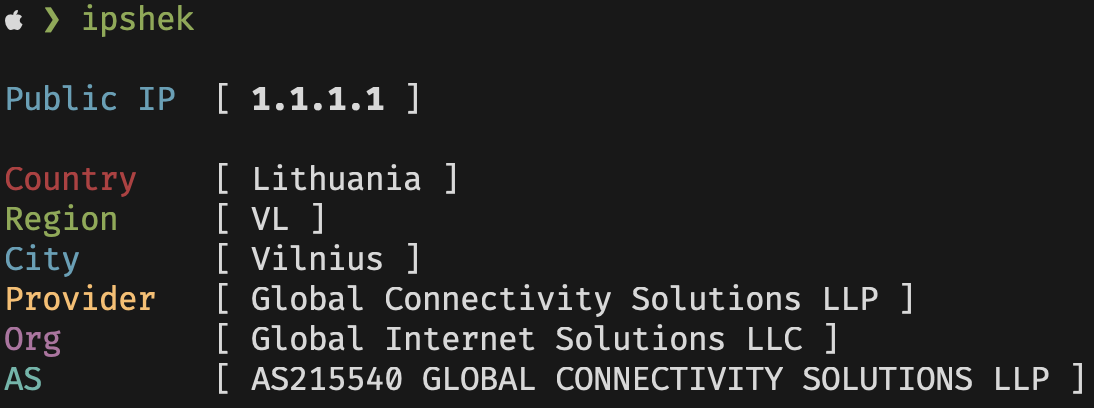 ❯ ipshek
Public IP [ 1.1.1.1 ]
Country [ Lithuania ]
Region [ VL ]
City [ Vilnius ]
Provider [ Global Connectivity Solutions LLP ]
Org [ Global Internet Solutions LLC ]
AS [ AS215540 GLOBAL CONNECTIVITY SOLUTIONS LLP ]